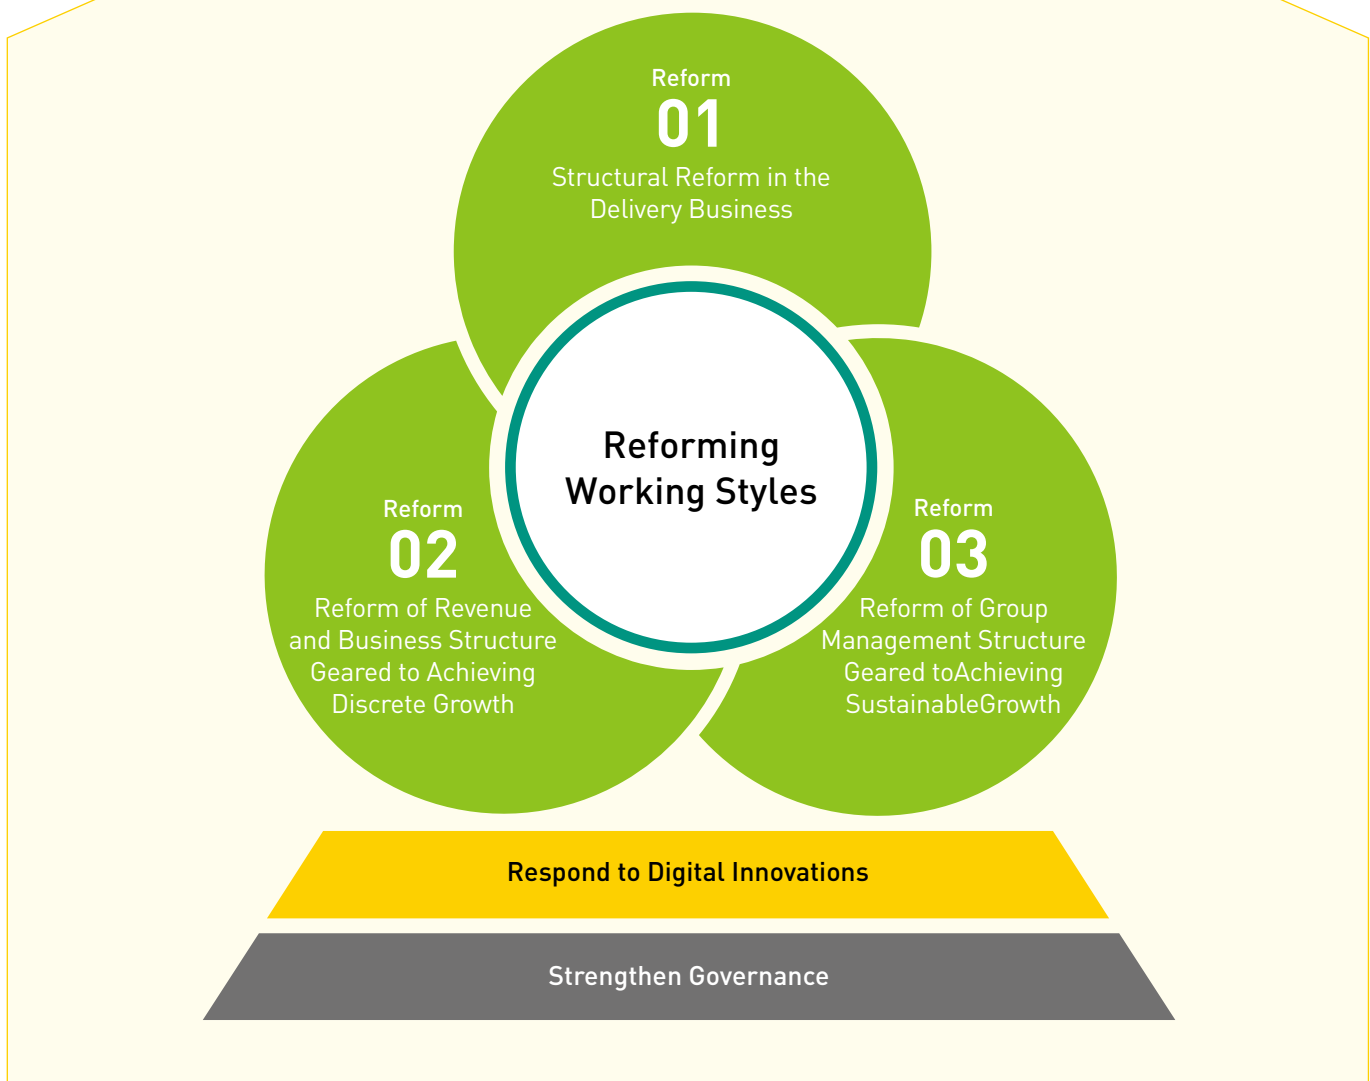 Reform
01
Structural Reform in the
Delivery Business
Reforming
Working Styles
Reform
02
Reform of Revenue
and Business Structure
Geared to Achieving
Discrete Growth
Reform
03
Reform of Group
Management Structure
Geared toAchieving
SustainableGrowth
Respond to Digital Innovations
Strengthen Governance